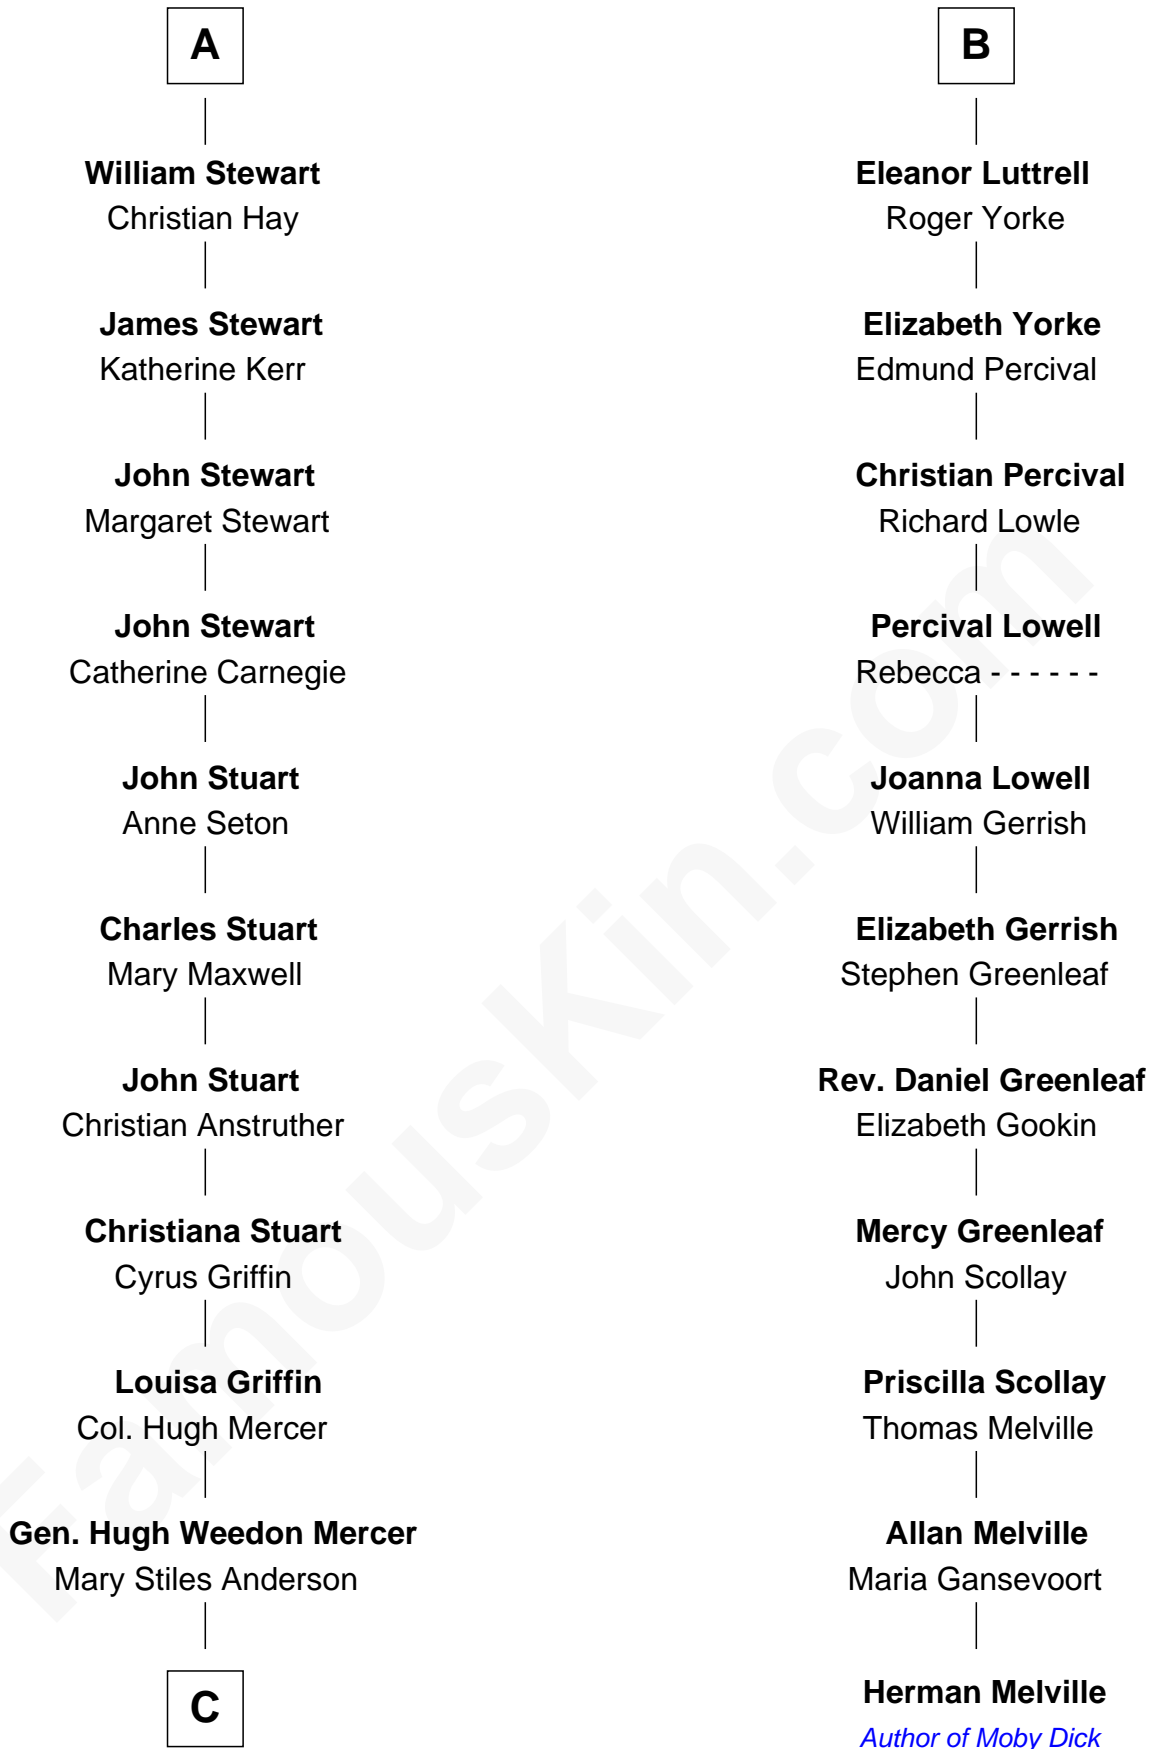 A
William Stewart
Christian Hay
James Stewart
Katherine Kerr
John Stewart
Margaret Stewart
John Stewart
Catherine Carnegie
John Stuart
Anne Seton
Charles Stuart
Mary Maxwell
John Stuart
Christian Anstruther
Christiana Stuart
Cyrus Griffin
Louisa Griffin
Col. Hugh Mercer
Gen. Hugh Weedon Mercer
Mary Stiles Anderson
C
B
Eleanor Luttrell
Roger Yorke
Elizabeth Yorke
Edmund Percival
Christian Percival
Richard Lowle
Percival Lowell
Rebecca - - - - - -
Joanna Lowell
William Gerrish
Elizabeth Gerrish
Stephen Greenleaf
Rev. Daniel Greenleaf
Elizabeth Gookin
Mercy Greenleaf
John Scollay
Priscilla Scollay
Thomas Melville
Allan Melville
Maria Gansevoort
Herman Melville
Author of Moby Dick
FamousKin.com